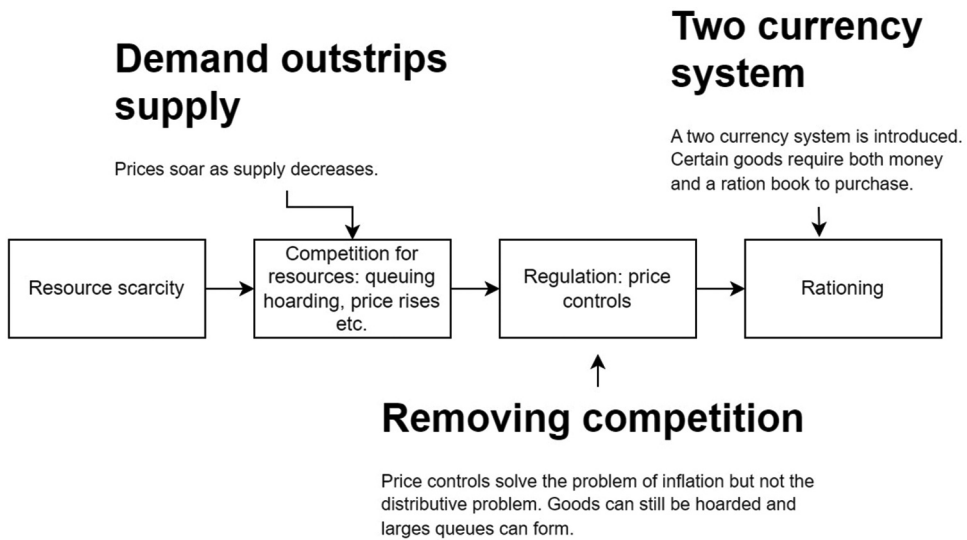 Two currency
system
Demand outstrips
supply
A two currency system is introduced.
Certain goods require both money
and a ration book to purchase.
Prices soar as supply decreases.
Resource scarcity
Competition for
resources: queuing
hoarding, price rises
etc.
Regulation: price
controls
Rationing
Removing competition
Price controls solve the problem of inflation but not the
distributive problem. Goods can still be hoarded and
larges queues can form.